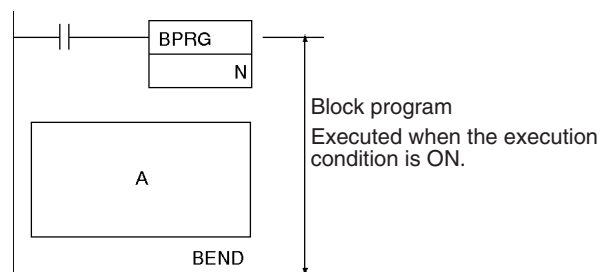 BPRG
N
Block program
Executed when the execution
condition is ON.
A
BEND